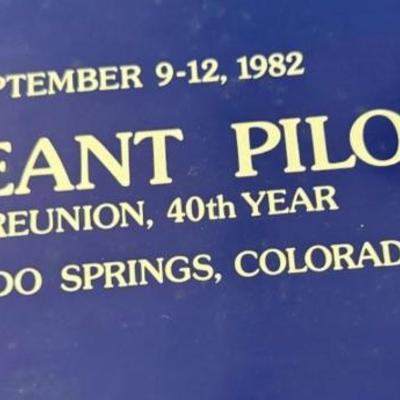 PTEMBER 9-12, 1982
EANT PILO
REUNION, 40th YEAR
DO SPRINGS, COLORAD